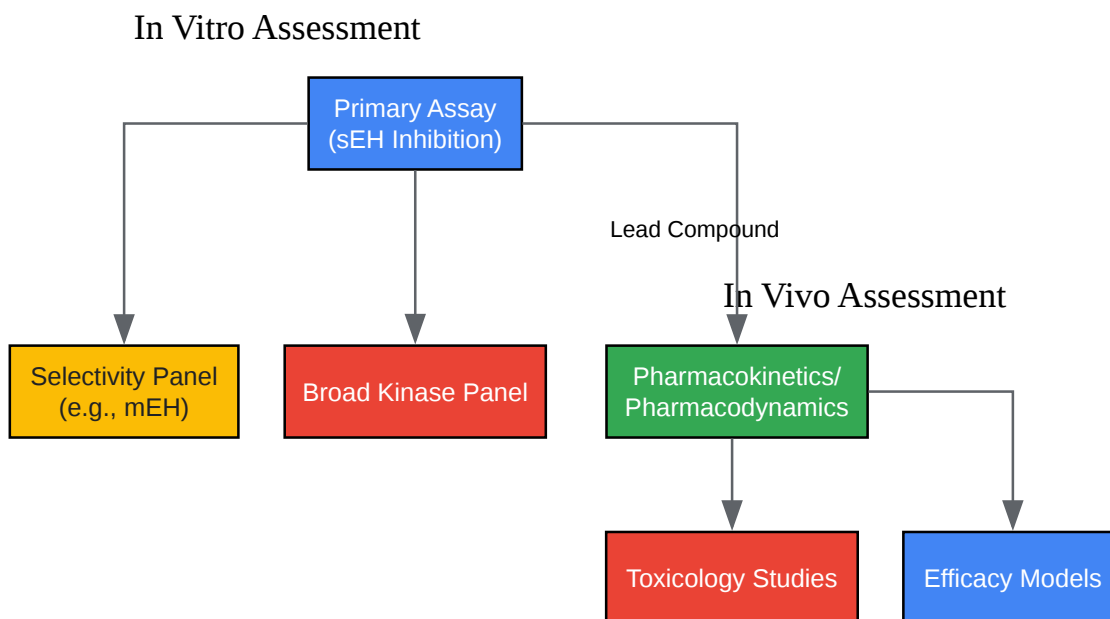 In Vitro Assessment
Primary Assay
(sEH Inhibition)
Lead Compound
In Vivo Assessment
Selectivity Panel
(e.g., mEH)
Broad Kinase Panel
Pharmacokinetics/
Pharmacodynamics
Toxicology Studies
Efficacy Models